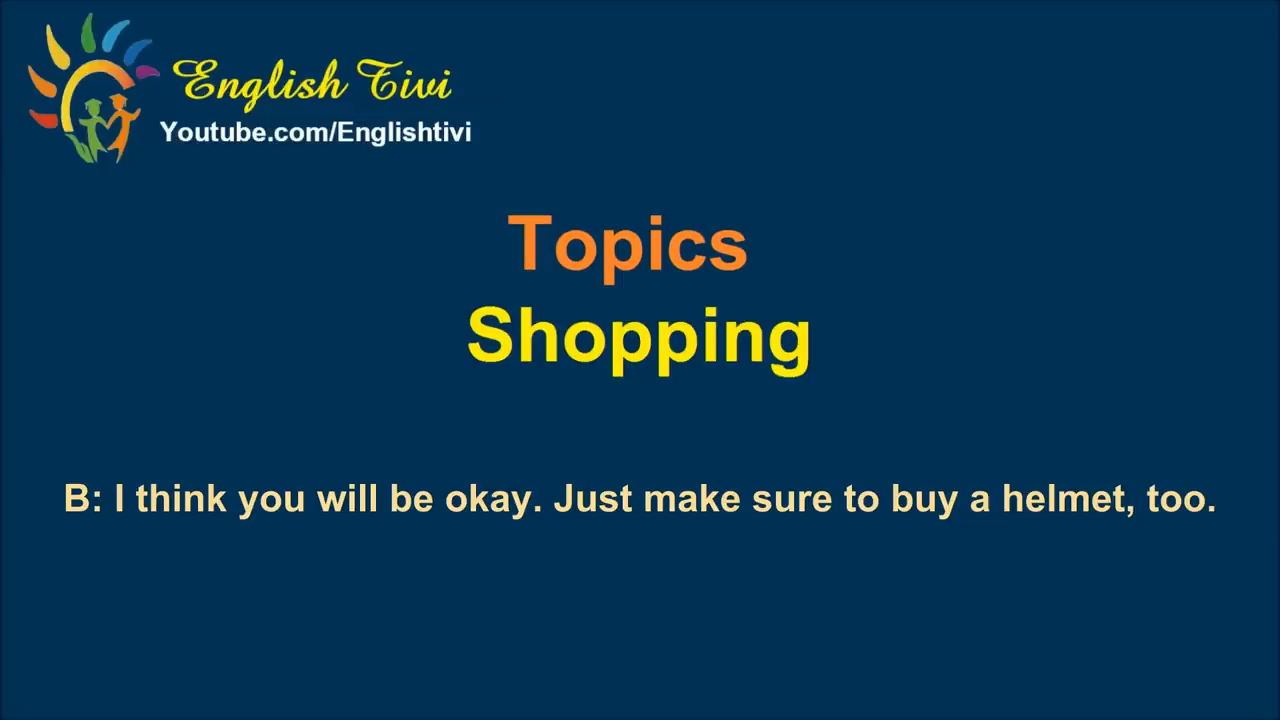 English Tivi
Youtube.com/Englishtivi
Topics
Shopping
B: I think you will be okay. Just make sure to buy a helmet, too.